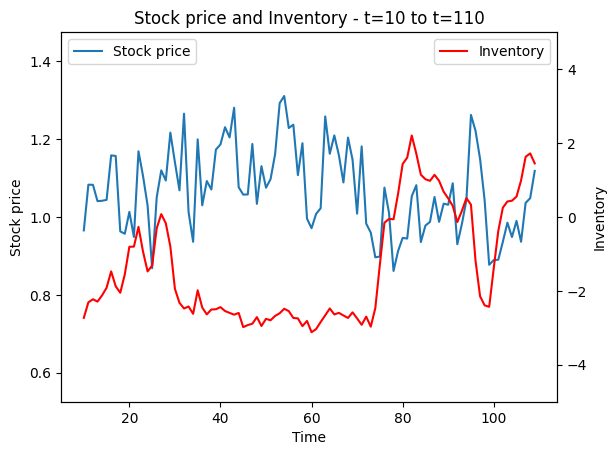 Stock price and Inventory - t=10 to t=110
Stock price
Inventory
1.4
1.2
1.0
0.8
0.6
4
2
0
−2
−4
Stock price
Inventory
20
40
60
80
100
Time